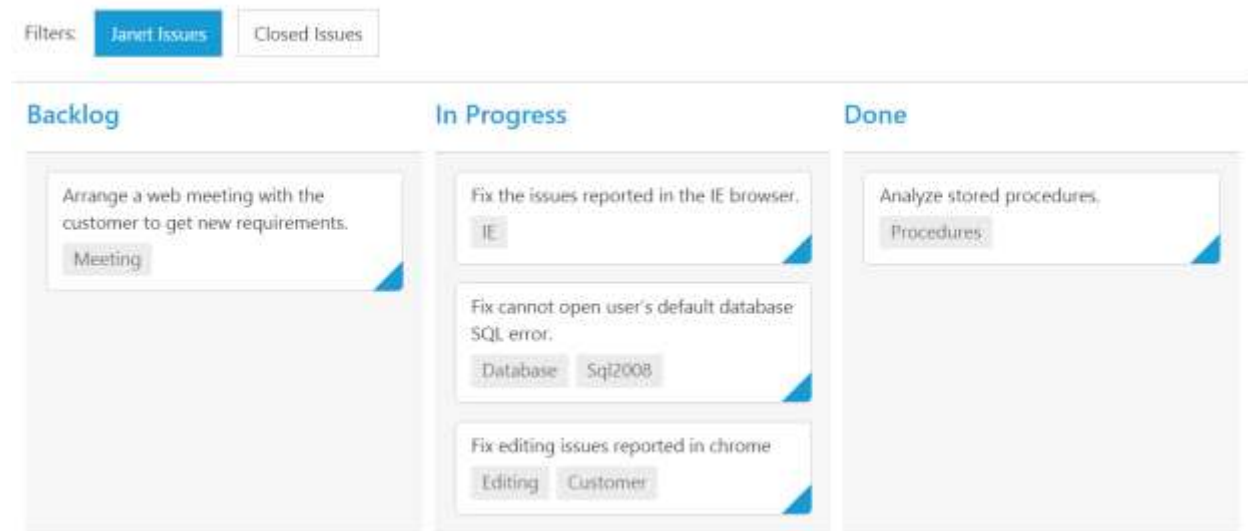 Filters: Janet Issues Closed Issues
Backlog
Arrange a web meeting with the
customer to get new requirements.
Meeting
In Progress
Fix the issues reported in the IE browser.
IE
Fix cannot open user's default database
SQL error.
Database Sql2008
Fix editing issues reported in chrome
Editing Customer
Done
Analyze stored procedures.
Procedures